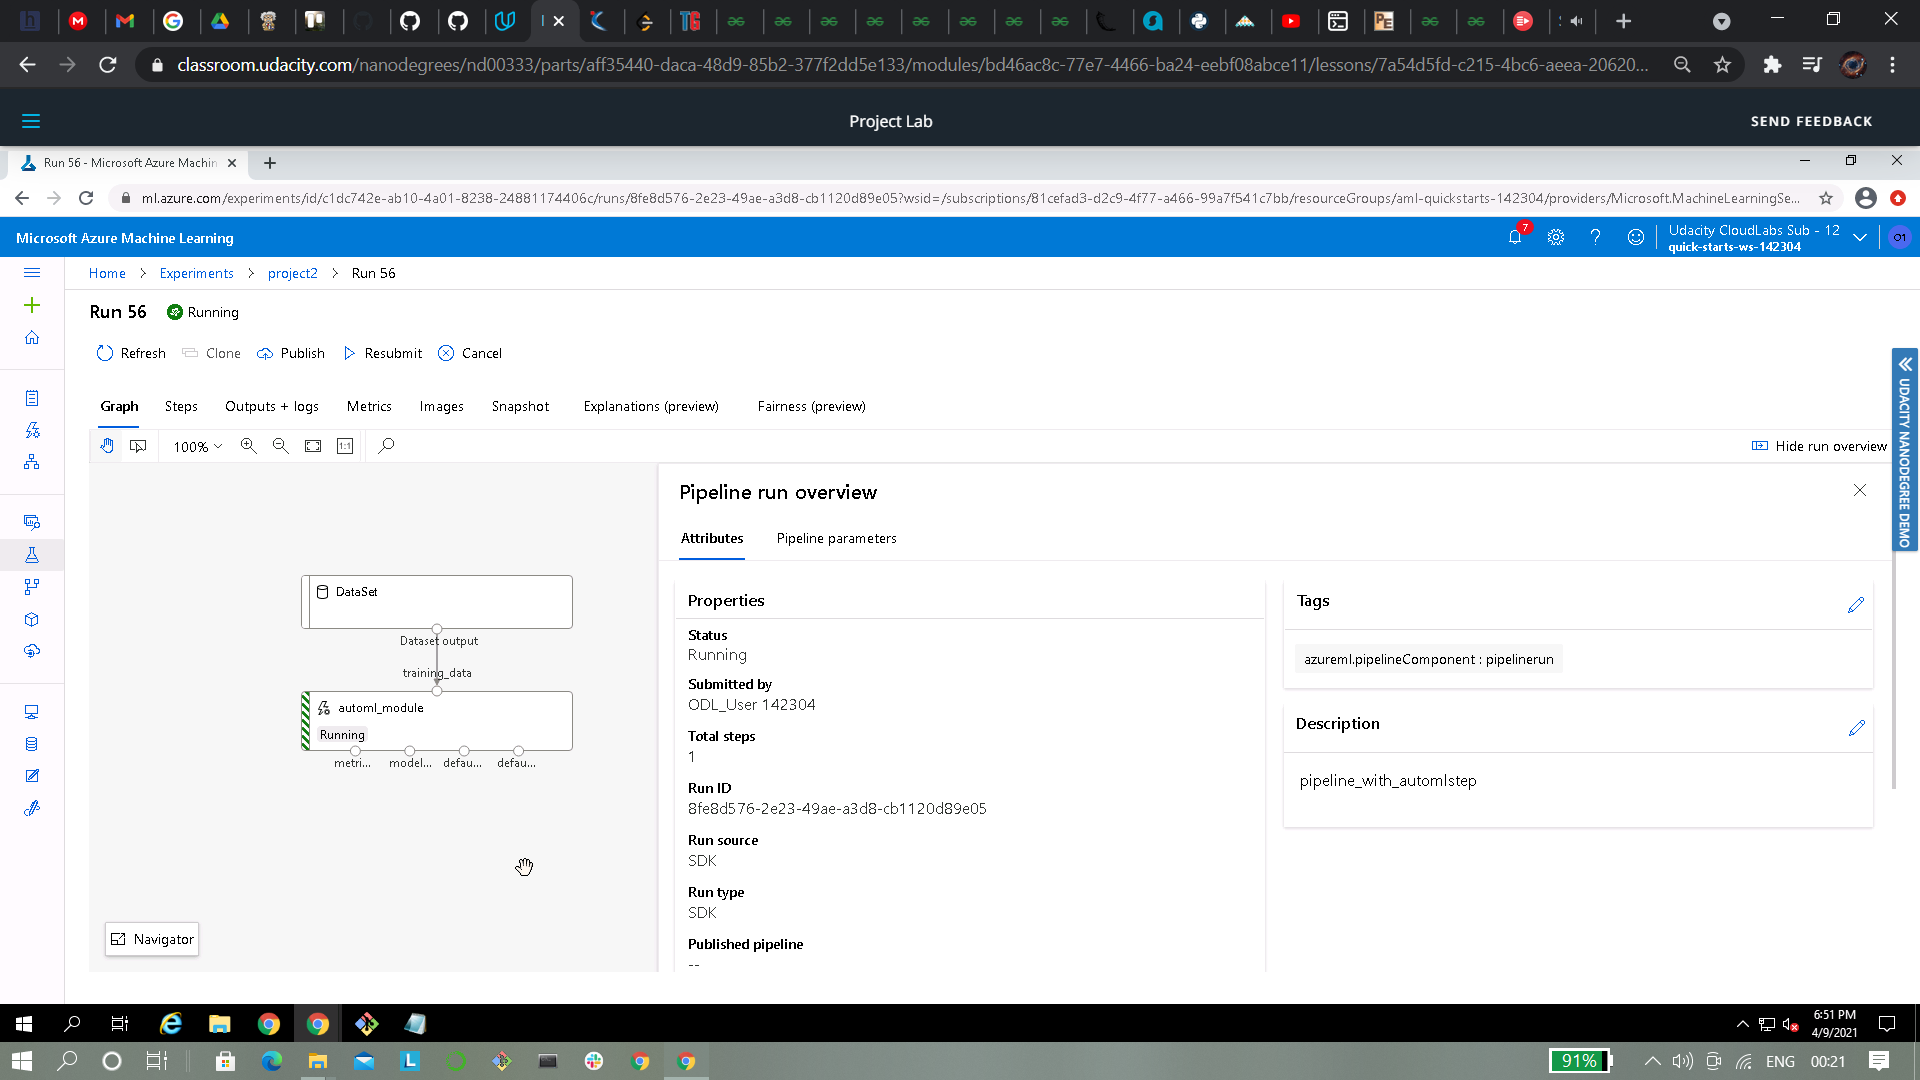 classroom.udacity.com/nanodegrees/nd00333/parts/aff35440-daca-48d9-85b2-377f2dd5e133/modules/bd46ac8c-77e7-4466-ba24-eebf08abce11/lessons/7a54d5fd-c215-4bc6-aeea-20620...
Project Lab
SEND FEEDBACK
Run 56 - Microsoft Azure Machin
ml.azure.com/experiments/id/c1dc742e-ab10-4a01-8238-24881174406c/runs/8fe8d576-2e23-49ae-a3d8-cb1120d89e05?wsid=/subscriptions/81cefad3-d2c9-4f77-a466-99a7f541c7bb/resourceGroups/aml-quickstarts-142304/providers/Microsoft.MachineLearningSe...
Microsoft Azure Machine Learning
7
Udacity CloudLabs Sub - 12
quick-starts-ws-142304
O1
Home > Experiments > project2 > Run 56
Run 56 Running
Refresh Clone Publish Resubmit Cancel
Graph Steps Outputs + logs Metrics Images Snapshot Explanations (preview) Fairness (preview)
100% 1:1
Hide run overview
UDACITY NANODEGREE DEMO
DataSet
Dataset output
training_data
automl_module
Running
metri... model... defau... defau...
Navigator
Pipeline run overview
Attributes Pipeline parameters
Properties
Status
Running
Submitted by
ODL_User 142304
Total steps
1
Run ID
8fe8d576-2e23-49ae-a3d8-cb1120d89e05
Run source
SDK
Run type
SDK
Published pipeline
--
Tags
azureml.pipelineComponent : pipelinerun
Description
pipeline_with_automlstep
6:51 PM
4/9/2021
91%
ENG 00:21